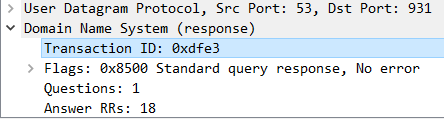 User Datagram Protocol, Src Port: 53, Dst Port: 931
Domain Name System (response)
Transaction ID: 0xdfe3
Flags: 0x8500 Standard query response, No error
Questions: 1
Answer RRs: 18